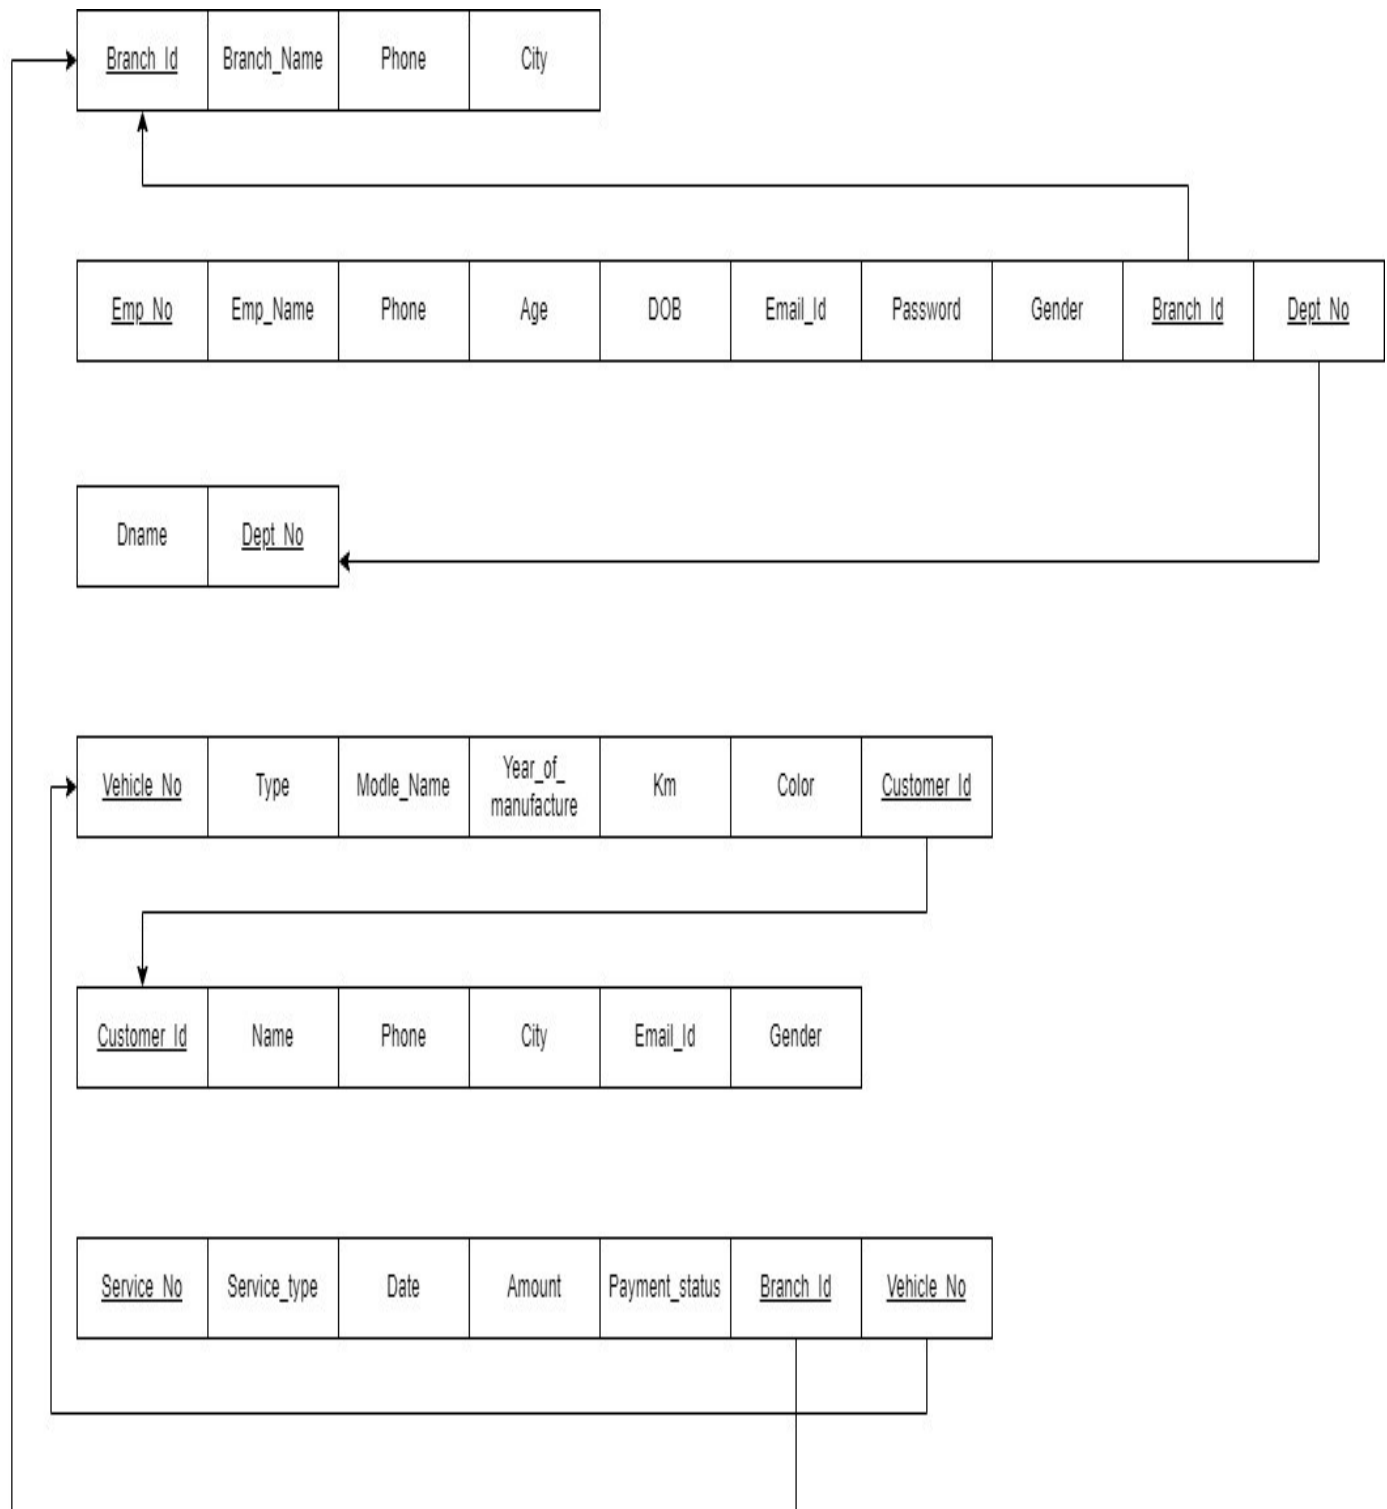 Branch_Id Branch_Name Phone City
Emp_No Emp_Name Phone Age DOB Email_Id Password Gender Branch_Id Dept_No
Dname Dept_No
Vehicle_No Type Modle_Name Year_of_
manufacture Km Color Customer_Id
Customer_Id Name Phone City Email_Id Gender
Service_No Service_type Date Amount Payment_status Branch_Id Vehicle_No